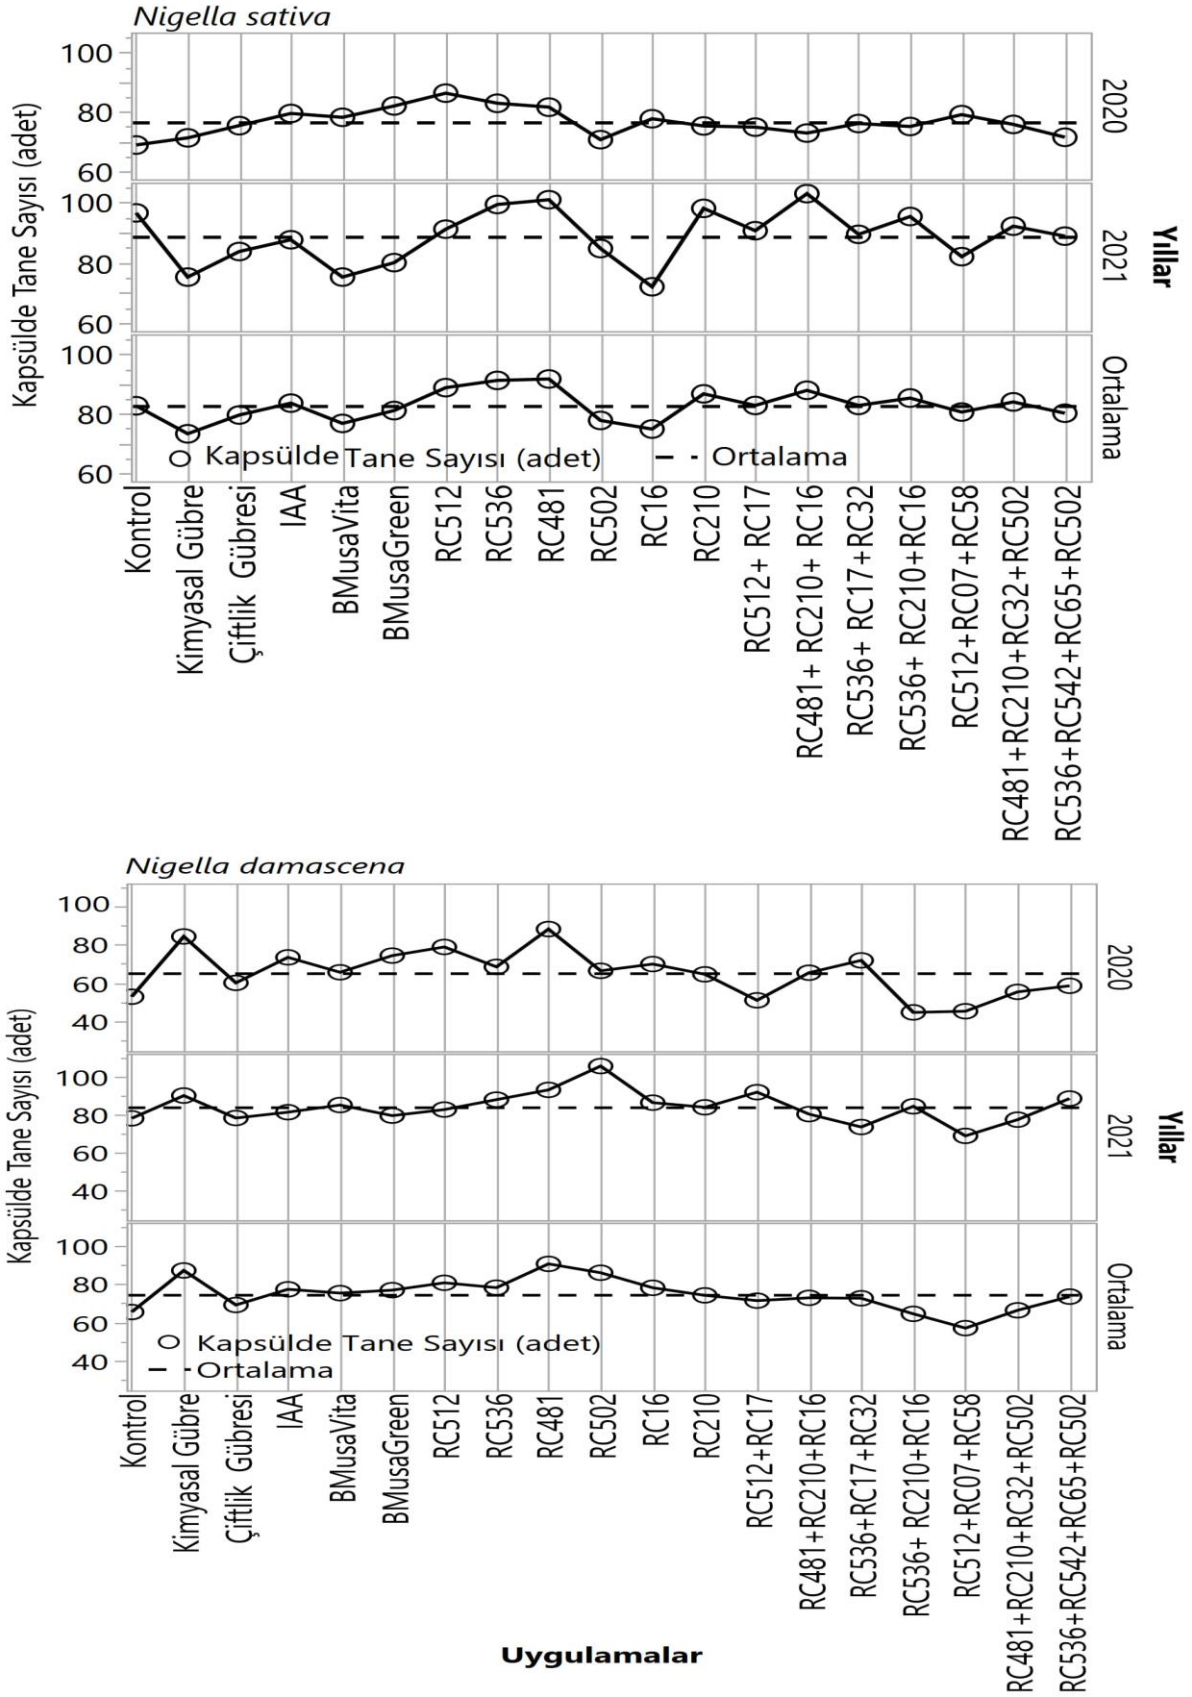 Nigella sativa
Kapsülde Tane Sayısı (adet)
100
80
60
2020
100
80
60
2021
100
80
60
Ortalama
Yıllar
Kapsülde Tane Sayısı (adet)
Ortalama
Kontrol
Kimyasal Gübre
Çiftlik Gübresi
IAA
BMusaVita
BMusaGreen
RC512
RC536
RC481
RC502
RC16
RC210
RC512+ RC17
RC481+ RC210+ RC16
RC536+ RC17+RC32
RC536+ RC210+RC16
RC512+RC07+RC58
RC481+RC210+RC32+RC502
RC536+RC542+RC65+RC502
Nigella damascena
Kapsülde Tane Sayısı (adet)
100
80
60
40
2020
100
80
60
40
2021
100
80
60
40
Ortalama
Yıllar
Kapsülde Tane Sayısı (adet)
Ortalama
Kontrol
Kimyasal Gübre
Çiftlik Gübresi
IAA
BMusaVita
BMusaGreen
RC512
RC536
RC481
RC502
RC16
RC210
RC512+RC17
RC481+RC210+RC16
RC536+RC17+RC32
RC536+ RC210+RC16
RC512+RC07+RC58
RC481+RC210+RC32+RC502
RC536+RC542+RC65+RC502
Uygulamalar